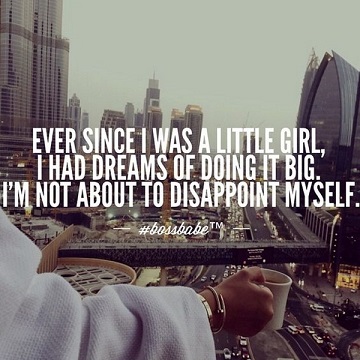 EVER SINCE I WAS A LITTLE GIRL,
I HAD DREAMS OF DOING IT BIG.
I'M NOT ABOUT TO DISAPPOINT MYSELF.
#bossbabe™